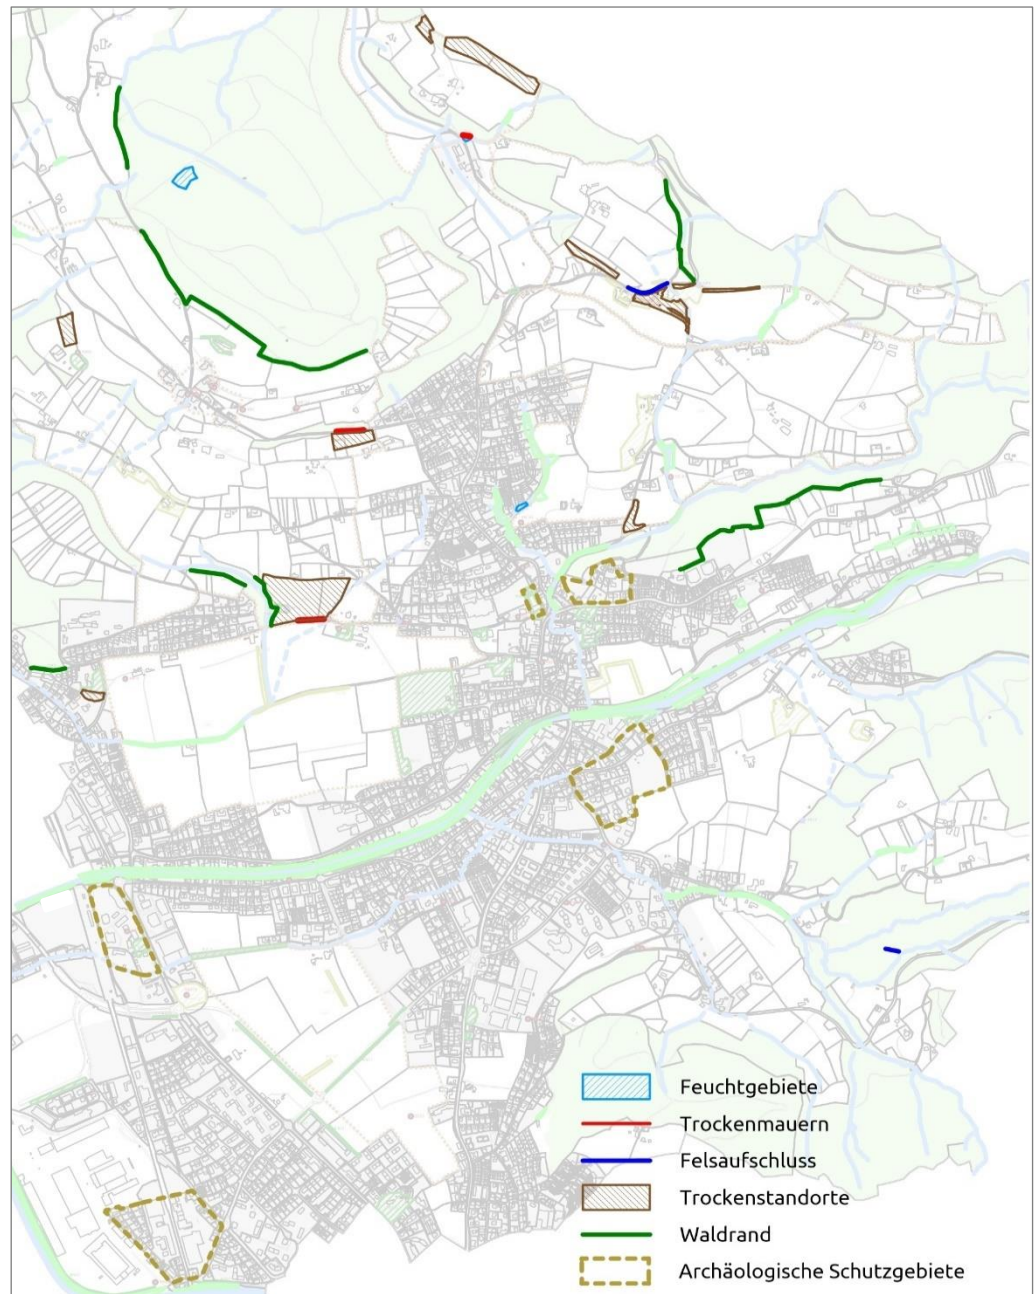 Feuchtgebiete
Trockenmauern
Felsaufschluss
Trockenstandorte
Waldrand
Archäologische Schutzgebiete